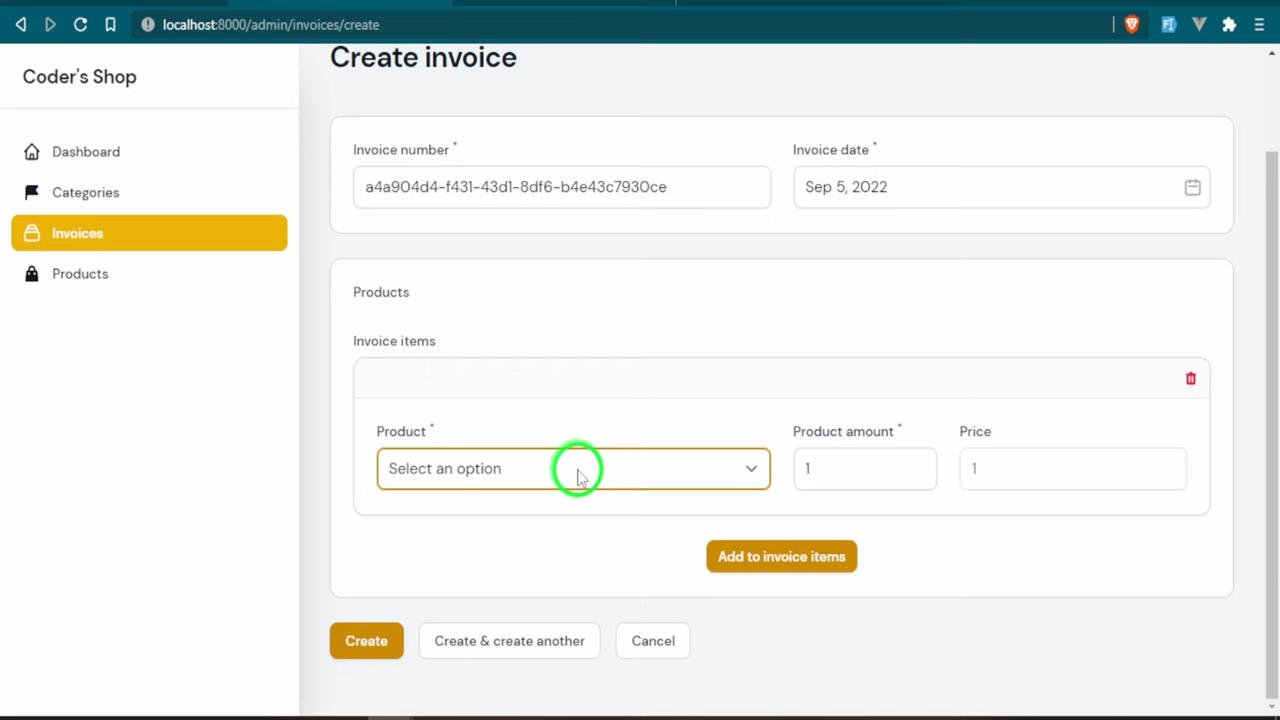 localhost:8000/admin/invoices/create
Coder's Shop
Dashboard
Categories
Invoices
Products
Create invoice
Invoice number *
a4a904d4-f431-43d1-8df6-b4e43c7930ce
Invoice date *
Sep 5, 2022
Products
Invoice items
Product *
Select an option
Product amount *
1
Price
1
Add to invoice items
Create
Create & create another
Cancel